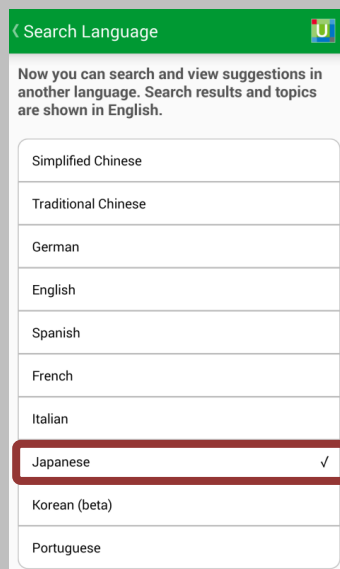 ⟨ Search Language U
Now you can search and view suggestions in
another language. Search results and topics
are shown in English.
Simplified Chinese
Traditional Chinese
German
English
Spanish
French
Italian
Japanese √
Korean (beta)
Portuguese